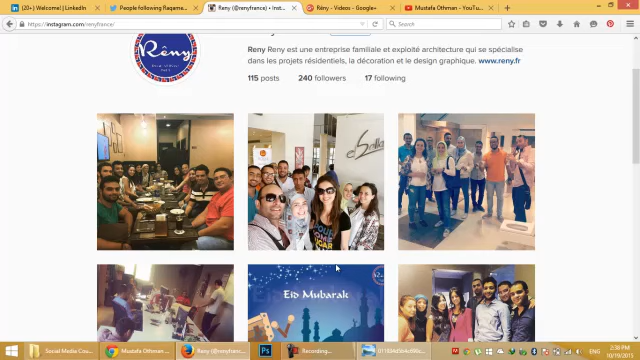 (20+) Welcome! | LinkedIn
People following Raqame...
Reny (@renyfrance) • Inst...
Rény - Videos - Google+
Mustafa Othman - YouTu...
https://instagram.com/renyfrance/
Search
Rêny
Reny Reny est une entreprise familiale et exploité architecture qui se spécialise
dans les projets résidentiels, la décoration et le design graphique. www.reny.fr
115 posts 240 followers 17 following
Eid Mubarak
Social Media Cou...
Mustafa Othman ...
Reny (@renyfranc...
Recording...
ENG
2:38 PM
10/19/2015